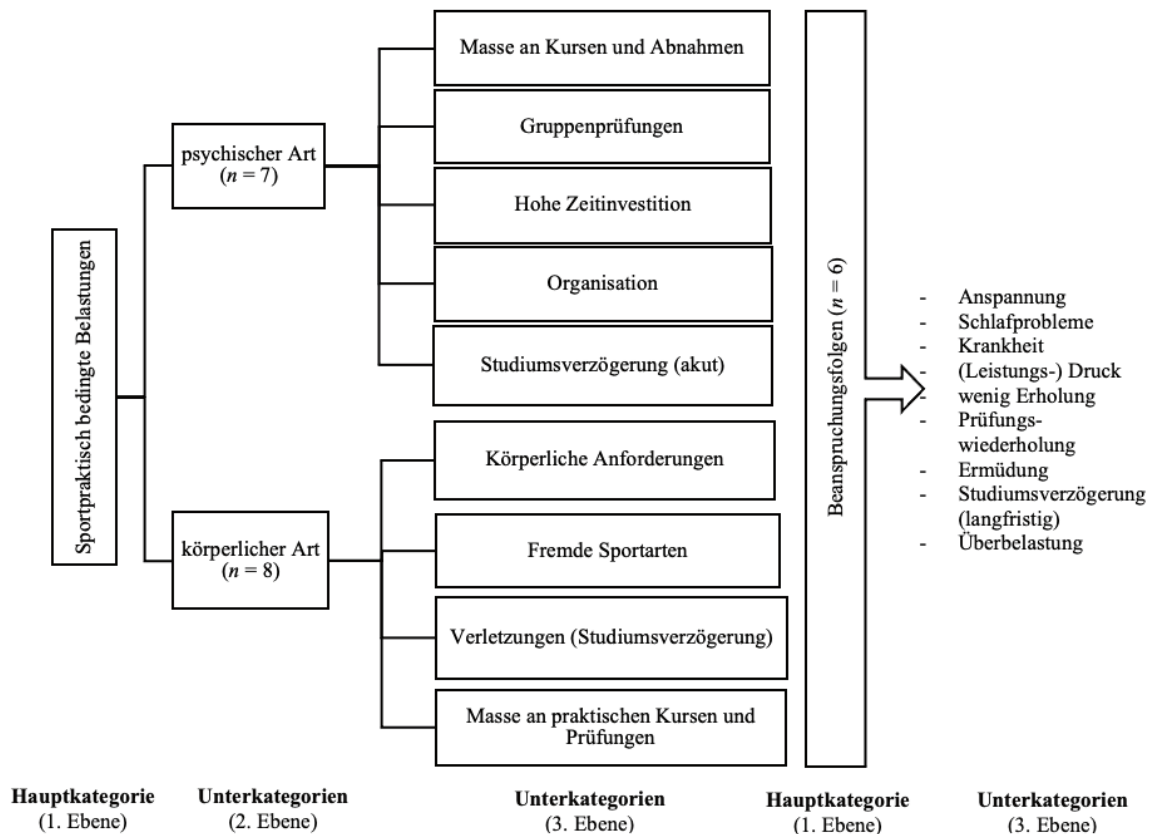 Sportpraktisch bedingte Belastungen
psychischer Art
(n = 7)
Masse an Kursen und Abnahmen
Gruppenprüfungen
Hohe Zeitinvestition
Organisation
Studiumsverzögerung (akut)
körperlicher Art
(n = 8)
Körperliche Anforderungen
Fremde Sportarten
Verletzungen (Studiumsverzögerung)
Masse an praktischen Kursen und
Prüfungen
Beanspruchungsfolgen (n = 6)
- Anspannung
- Schlafprobleme
- Krankheit
- (Leistungs-) Druck
- wenig Erholung
- Prüfungs-
wiederholung
- Ermüdung
- Studiumsverzögerung
(langfristig)
- Überbelastung
Hauptkategorie
(1. Ebene)
Unterkategorien
(2. Ebene)
Unterkategorien
(3. Ebene)
Hauptkategorie
(1. Ebene)
Unterkategorien
(3. Ebene)